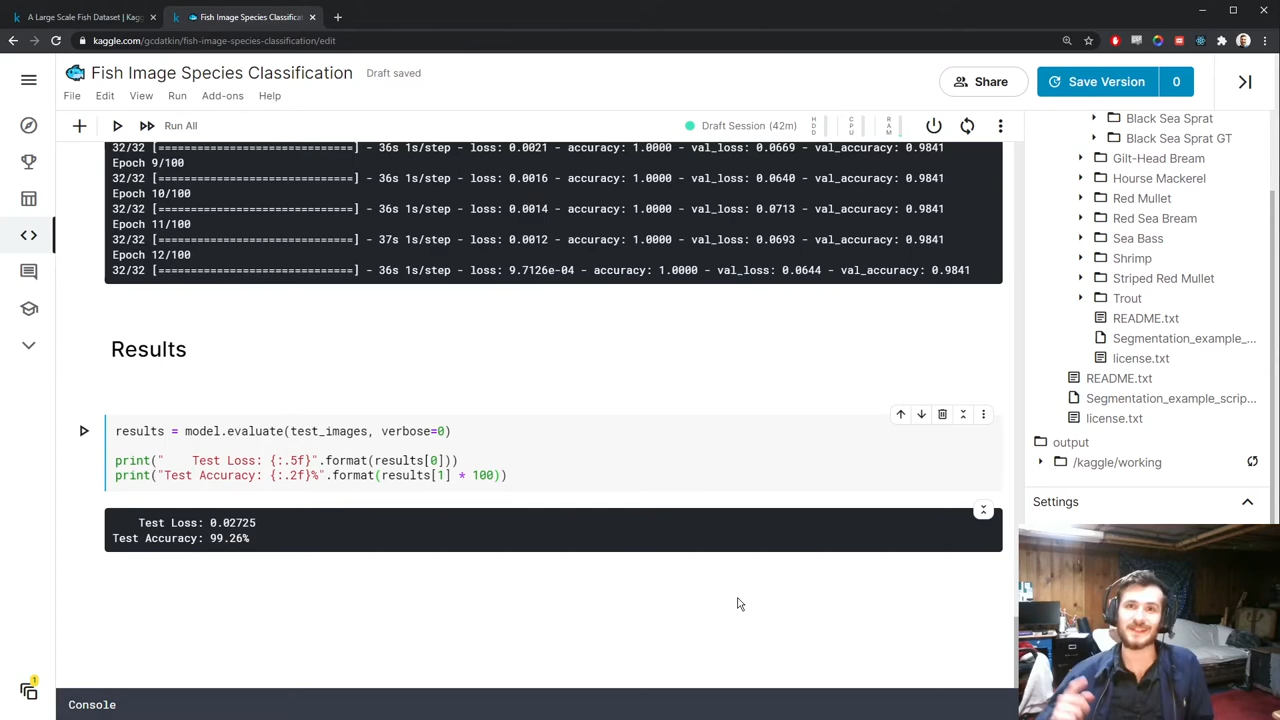 A Large Scale Fish Dataset | Kagg
Fish Image Species Classificat
kaggle.com/gcdatkin/fish-image-species-classification/edit
Fish Image Species Classification
Draft saved
Share
Save Version
0
File
Edit
View
Run
Add-ons
Help
Run All
Draft Session (42m)
HDD
CPU
RAM
32/32 [==============================] - 36s 1s/step - loss: 0.0021 - accuracy: 1.0000 - val_loss: 0.0669 - val_accuracy: 0.9841
Epoch 9/100
32/32 [==============================] - 36s 1s/step - loss: 0.0016 - accuracy: 1.0000 - val_loss: 0.0640 - val_accuracy: 0.9841
Epoch 10/100
32/32 [==============================] - 36s 1s/step - loss: 0.0014 - accuracy: 1.0000 - val_loss: 0.0713 - val_accuracy: 0.9841
Epoch 11/100
32/32 [==============================] - 37s 1s/step - loss: 0.0012 - accuracy: 1.0000 - val_loss: 0.0693 - val_accuracy: 0.9841
Epoch 12/100
32/32 [==============================] - 36s 1s/step - loss: 9.7126e-04 - accuracy: 1.0000 - val_loss: 0.0644 - val_accuracy: 0.9841
Results
results = model.evaluate(test_images, verbose=0)
print("    Test Loss: {:.5f}".format(results[0]))
print("Test Accuracy: {:.2f}%".format(results[1] * 100))
Test Loss: 0.02725
Test Accuracy: 99.26%
Console
1
Black Sea Sprat
Black Sea Sprat GT
Gilt-Head Bream
Hourse Mackerel
Red Mullet
Red Sea Bream
Sea Bass
Shrimp
Striped Red Mullet
Trout
README.txt
Segmentation_example_...
license.txt
README.txt
Segmentation_example_scrip...
license.txt
output
/kaggle/working
Settings